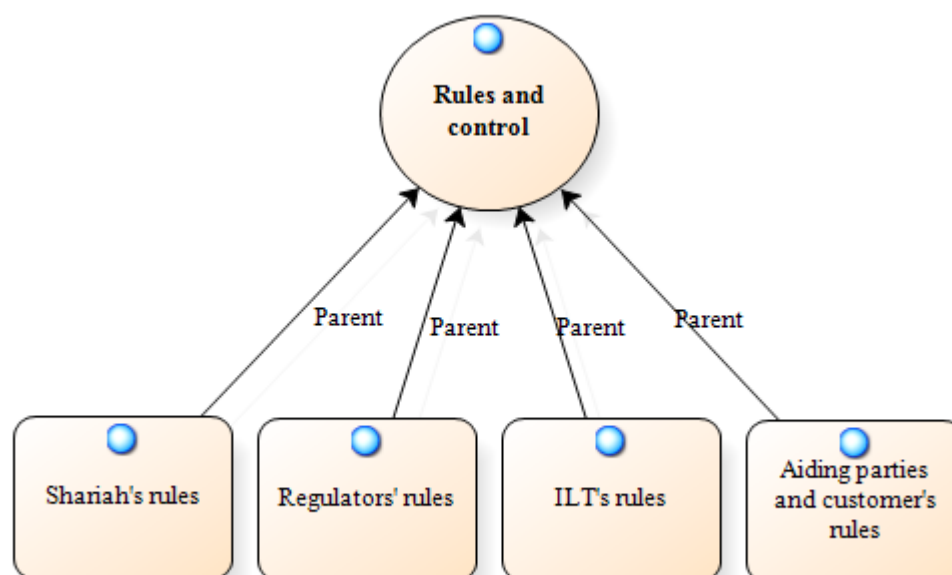 Rules and
control
Parent
Parent
Parent
Parent
Shariah's rules
Regulators' rules
ILT's rules
Aiding parties
and customer's
rules